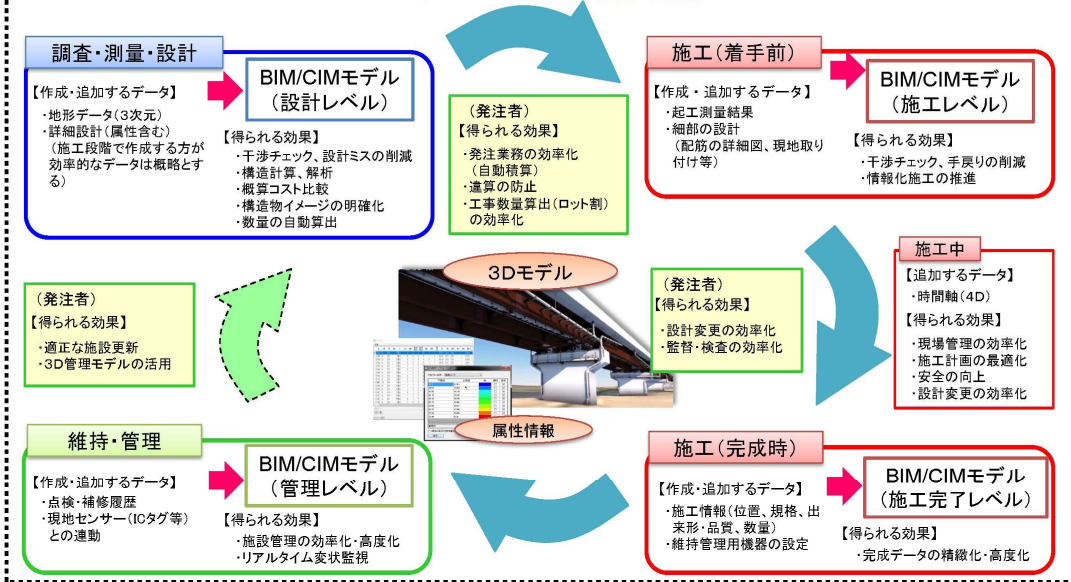 調査・測量・設計
【作成・追加するデータ】
・地形データ(3次元)
・詳細設計(属性含む)
(施工段階で作成する方が
効率的なデータは概略とす
る)
BIM/CIMモデル
(設計レベル)
【得られる効果】
・干渉チェック、設計ミスの削減
・構造計算、解析
・概算コスト比較
・構造物イメージの明確化
・数量の自動算出
(発注者)
【得られる効果】
・発注業務の効率化
(自動積算)
・違算の防止
・工事数量算出(ロット割)
の効率化
施工(着手前)
【作成・追加するデータ】
・起工測量結果
・細部の設計
(配筋の詳細図、現地取り
付け等)
BIM/CIMモデル
(施工レベル)
【得られる効果】
・干渉チェック、手戻りの削減
・情報化施工の推進
施工中
【追加するデータ】
・時間軸(4D)
【得られる効果】
・現場管理の効率化
・施工計画の最適化
・安全の向上
・設計変更の効率化
(発注者)
【得られる効果】
・設計変更の効率化
・監督・検査の効率化
3Dモデル
属性情報
(発注者)
【得られる効果】
・適正な施設更新
・3D管理モデルの活用
維持・管理
【作成・追加するデータ】
・点検・補修履歴
・現地センサー(ICタグ等)
との連動
BIM/CIMモデル
(管理レベル)
【得られる効果】
・施設管理の効率化・高度化
・リアルタイム変状監視
施工(完成時)
【作成・追加するデータ】
・施工情報(位置、規格、出
来形・品質、数量)
・維持管理用機器の設定
BIM/CIMモデル
(施工完了レベル)
【得られる効果】
・完成データの精緻化・高度化